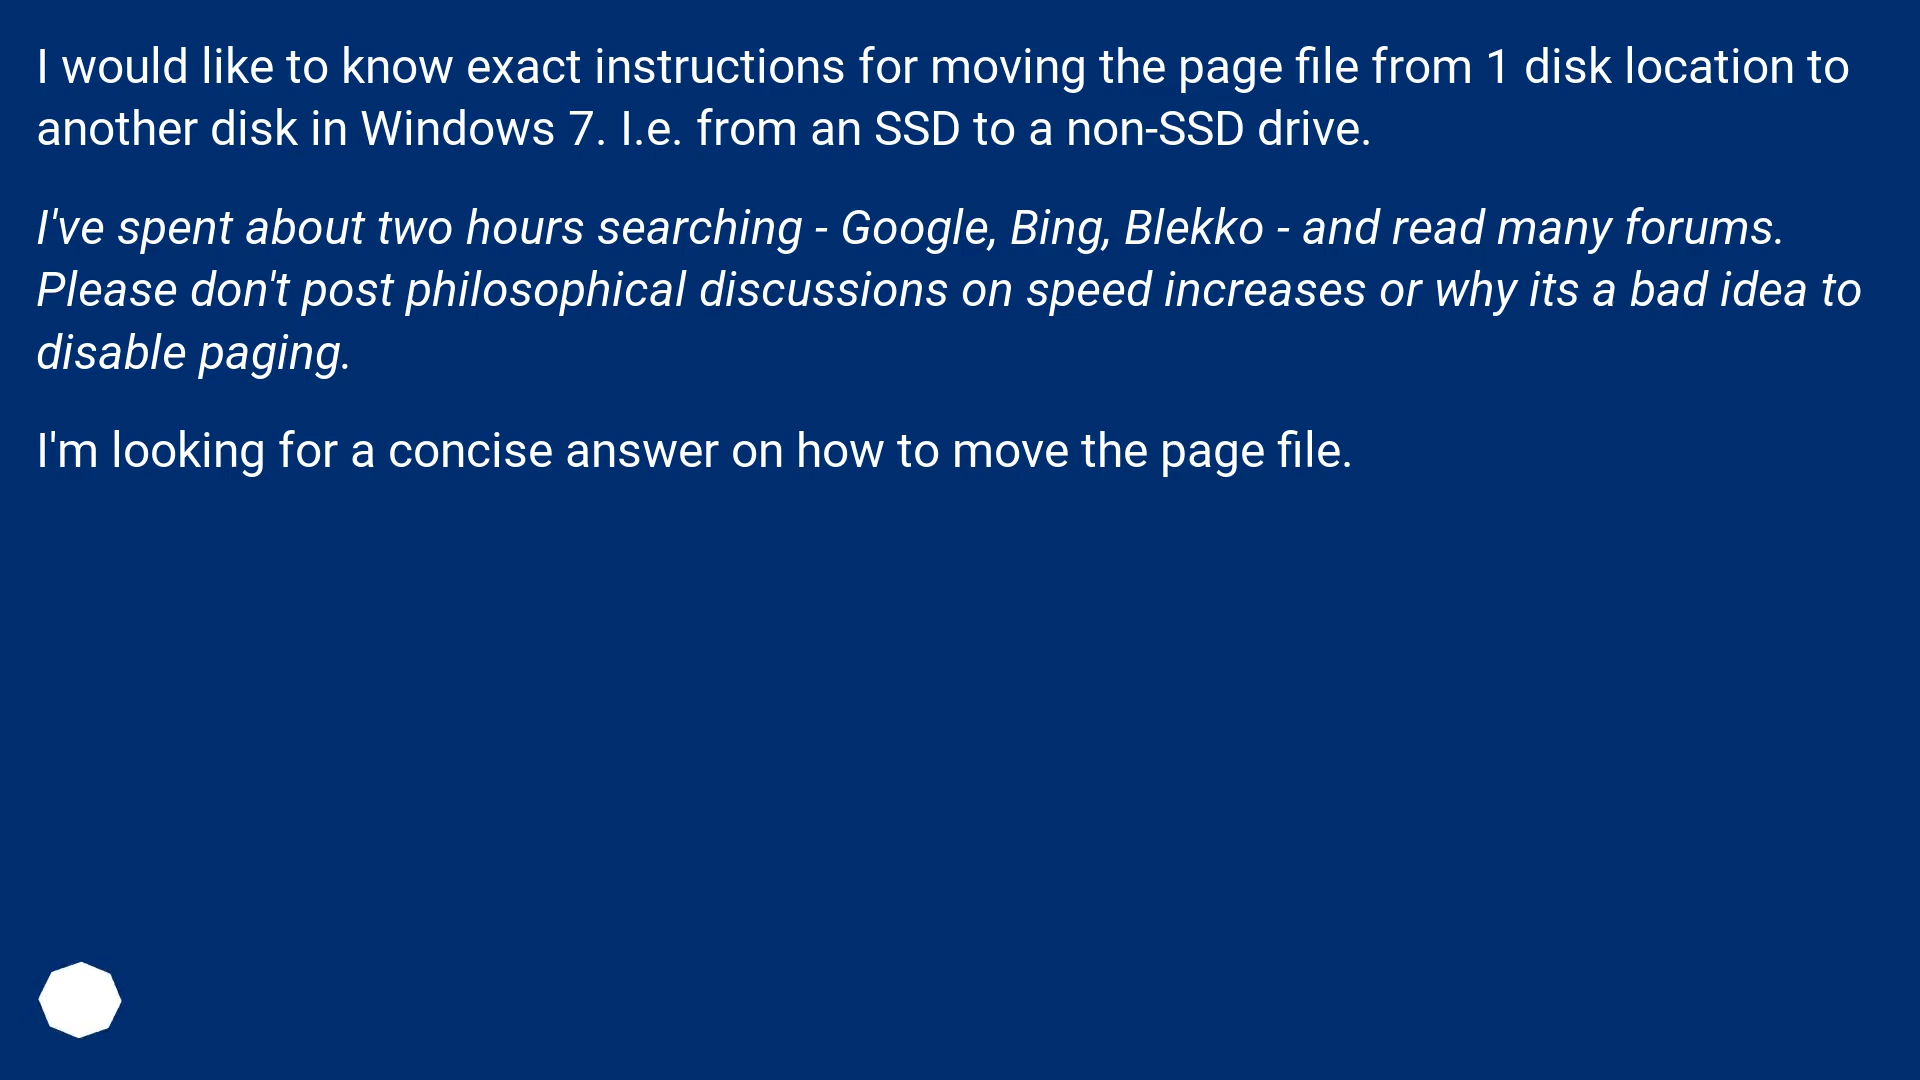 I would like to know exact instructions for moving the page file from 1 disk location to
another disk in Windows 7. I.e. from an SSD to a non-SSD drive.
I've spent about two hours searching - Google, Bing, Blekko - and read many forums.
Please don't post philosophical discussions on speed increases or why its a bad idea to
disable paging.
I'm looking for a concise answer on how to move the page file.